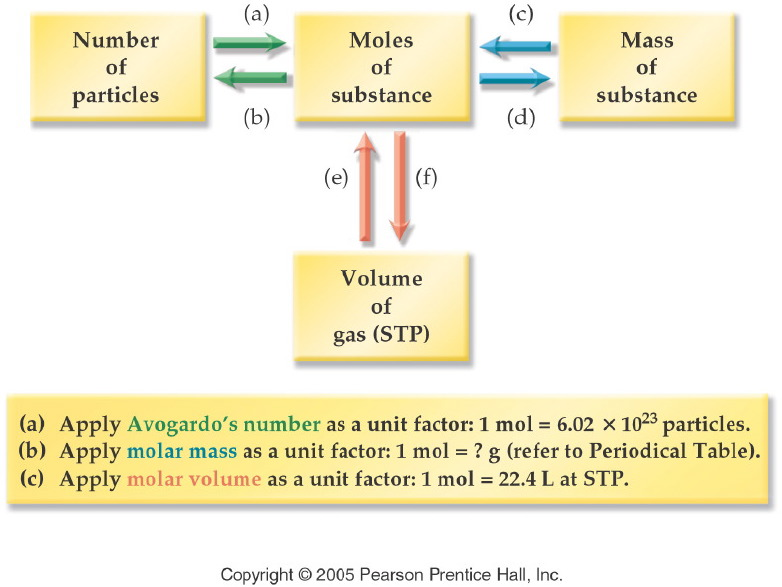 (a)
(c)
Number
of
particles
Moles
of
substance
Mass
of
substance
(b)
(d)
(e)
(f)
Volume
of
gas (STP)
(a) Apply Avogardo's number as a unit factor: 1 mol = 6.02 × 10²³ particles.
(b) Apply molar mass as a unit factor: 1 mol = ? g (refer to Periodical Table).
(c) Apply molar volume as a unit factor: 1 mol = 22.4 L at STP.
Copyright © 2005 Pearson Prentice Hall, Inc.